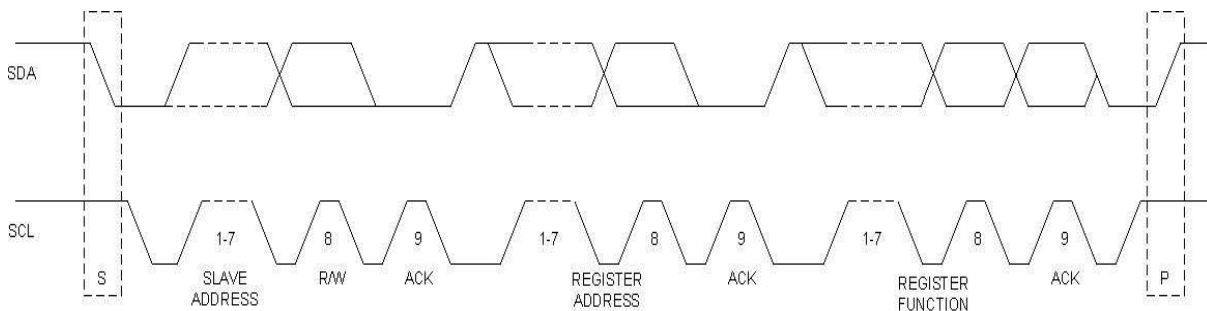 SDA
SCL
1-7 8 9 1-7 8 9 1-7 8 9
S SLAVE ADDRESS R/W ACK REGISTER ADDRESS ACK REGISTER FUNCTION ACK P